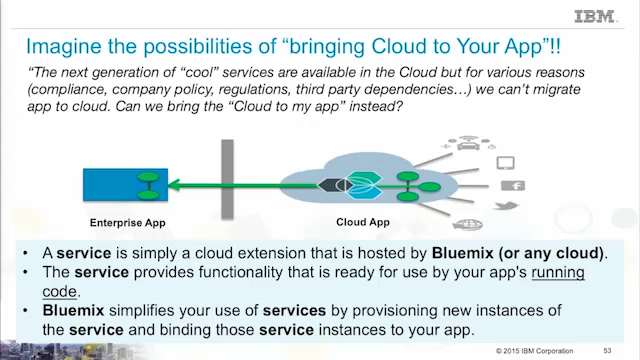 IBM
Imagine the possibilities of “bringing Cloud to Your App”!!
“The next generation of “cool” services are available in the Cloud but for various reasons
(compliance, company policy, regulations, third party dependencies…) we can’t migrate
app to cloud. Can we bring the “Cloud to my app” instead?
Enterprise App
Cloud App
• A service is simply a cloud extension that is hosted by Bluemix (or any cloud).
• The service provides functionality that is ready for use by your app's running
code.
• Bluemix simplifies your use of services by provisioning new instances of
the service and binding those service instances to your app.
© 2015 IBM Corporation 53